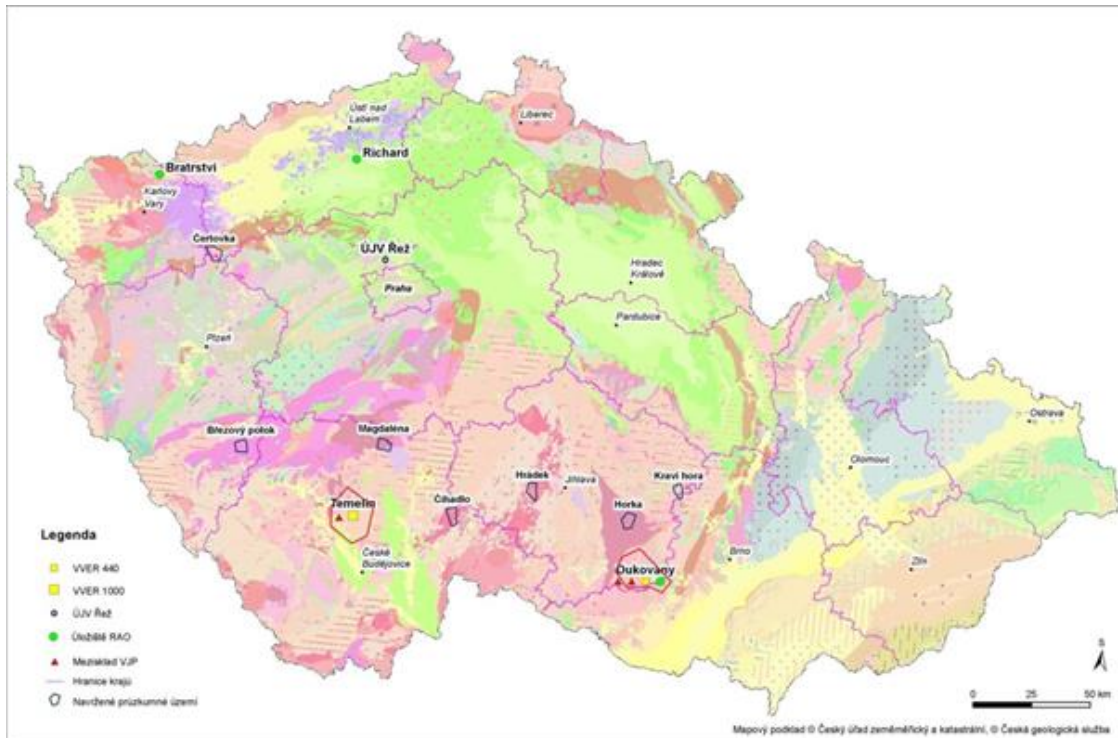 Ústí nad
Labem
Liberec
Richard
Bratrství
Karlovy
Vary
Čertovka
ÚJV Řež
Praha
Hradec
Králové
Pardubice
Plzeň
Ostrava
Březový potok
Magdaléna
Olomouc
Hrádek
Jihlava
Kraví hora
Čihadlo
Horka
Temelín
České
Budějovice
Brno
Dukovany
Zlín
Legenda
VVER 440
VVER 1000
ÚJV Řež
Úložiště RAO
Mezisklad VJP
Hranice krajů
Navržené průzkumné území
S
0 25 50 km
Mapový podklad © Český úřad zeměměřický a katastrální, © Česká geologická služba